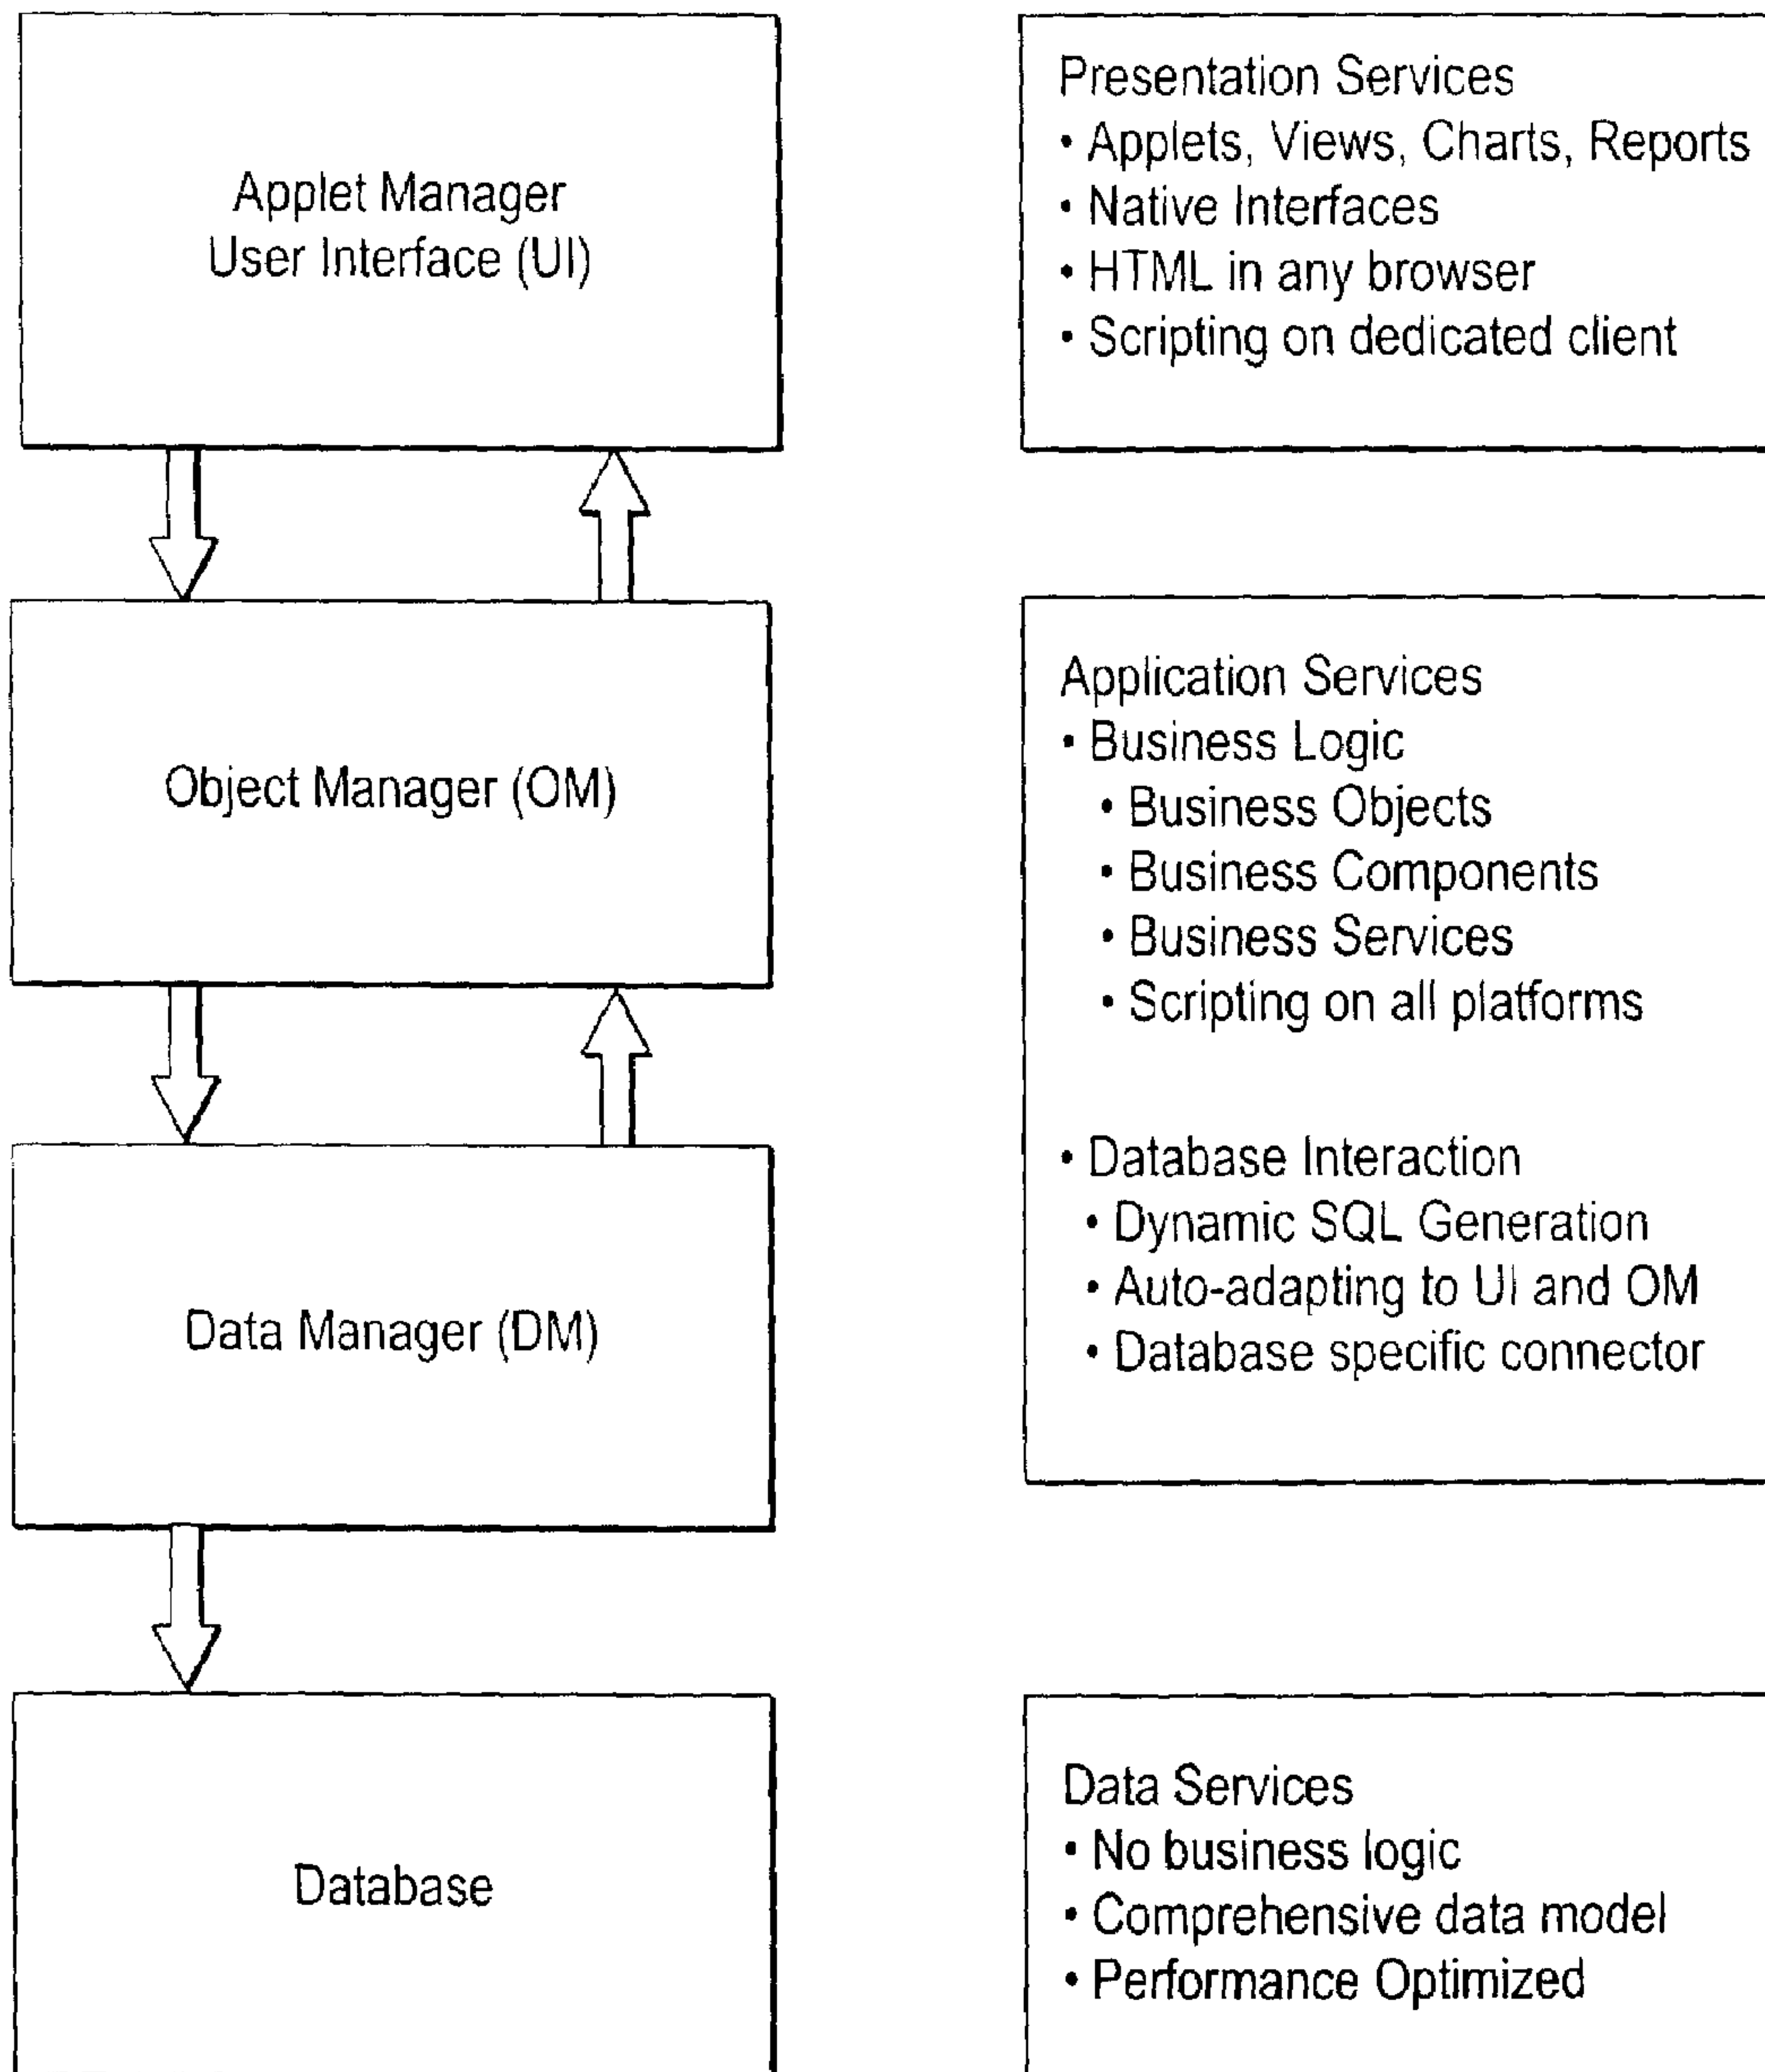 Applet Manager
User Interface (UI)
Presentation Services
• Applets, Views, Charts, Reports
• Native Interfaces
• HTML in any browser
• Scripting on dedicated client
Object Manager (OM)
Data Manager (DM)
Application Services
• Business Logic
• Business Objects
• Business Components
• Business Services
• Scripting on all platforms
• Database Interaction
• Dynamic SQL Generation
• Auto-adapting to UI and OM
• Database specific connector
Database
Data Services
• No business logic
• Comprehensive data model
• Performance Optimized